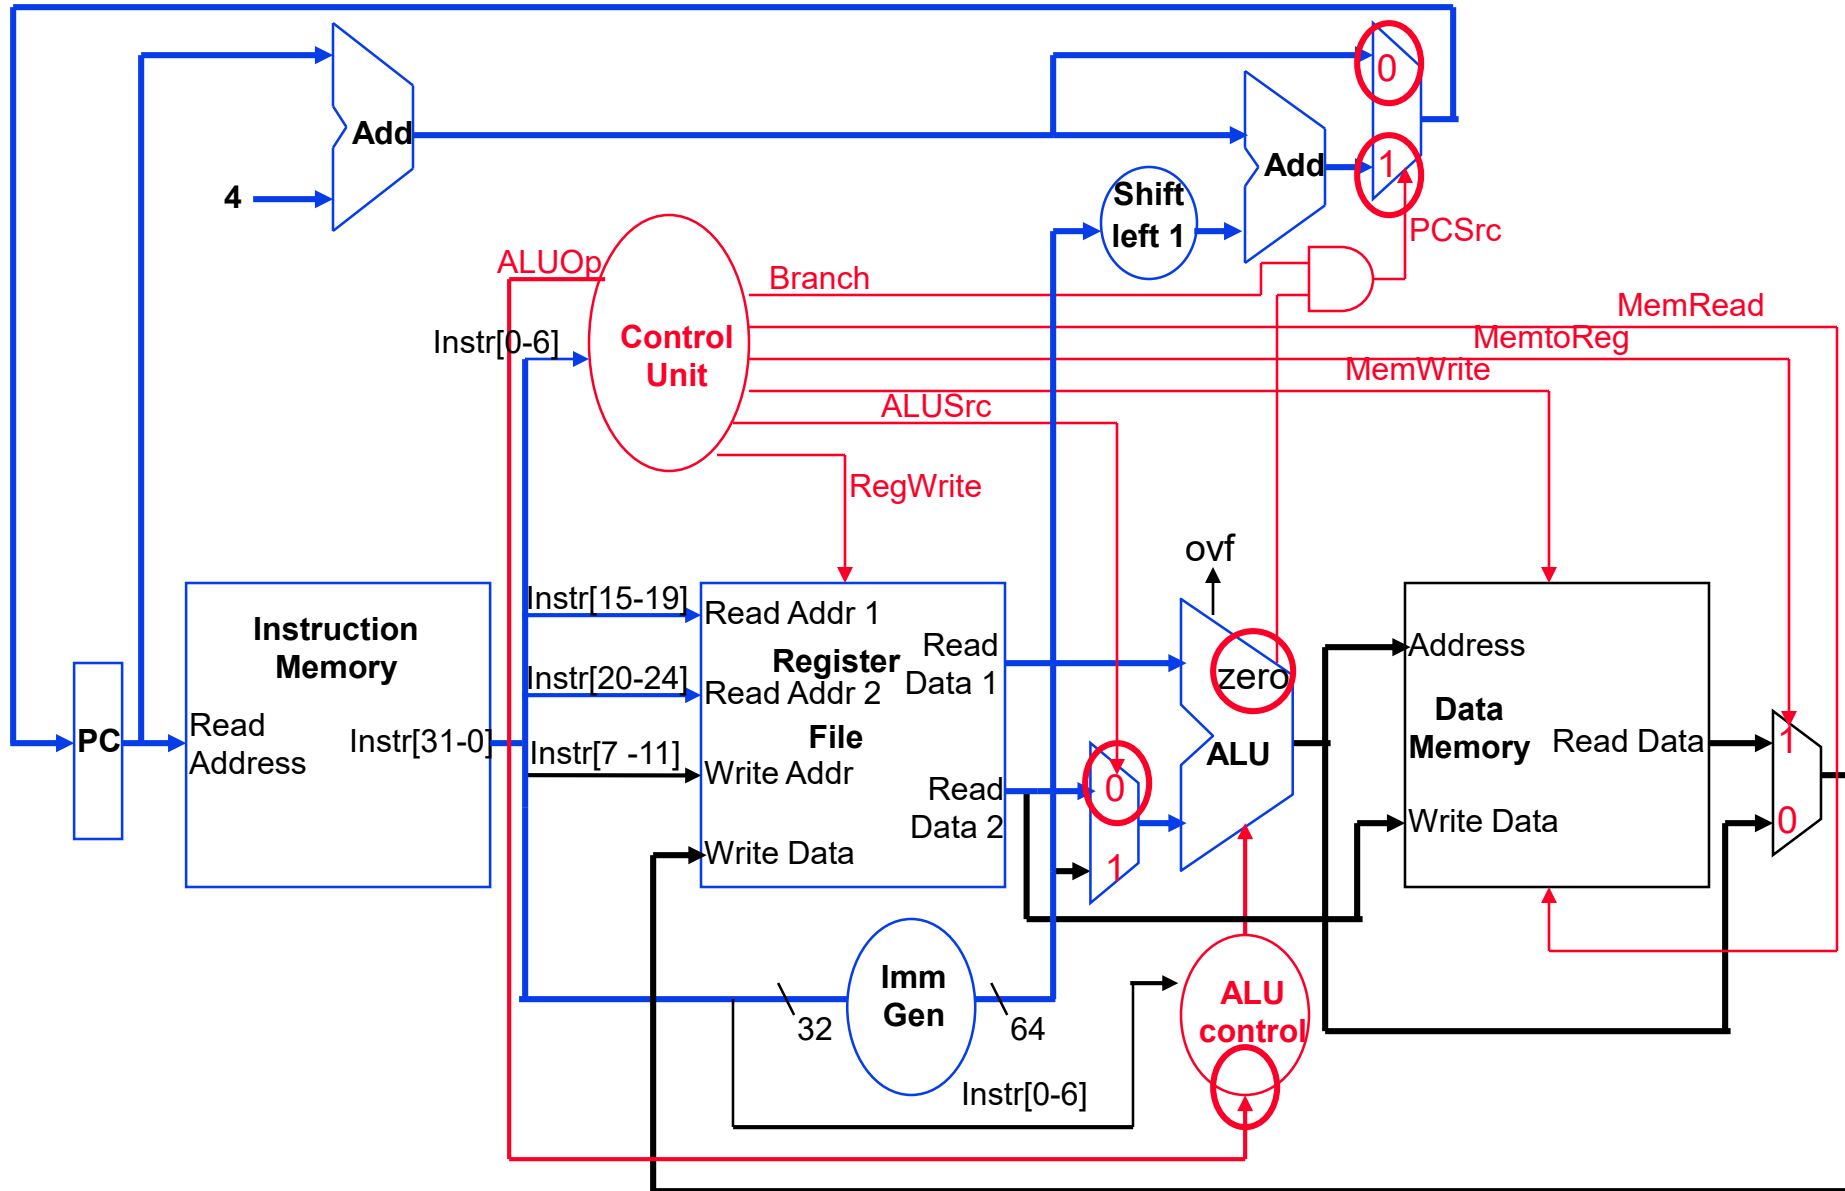 0
Add
1
Add
4
Shift
left 1
PCSrc
ALUOp
Branch
MemRead
Instr[0-6]
Control
Unit
MemtoReg
MemWrite
ALUSrc
RegWrite
ovf
Instruction
Memory
Instr[15-19]
Read Addr 1
Register
File
Read
Data 1
Instr[20-24]
Read Addr 2
zero
Address
Data
Memory
PC
Read
Address
Instr[31-0]
Instr[7 -11]
Write Addr
ALU
Read Data
1
Read
Data 2
0
1
Write Data
0
Write Data
Imm
Gen
32
64
ALU
control
Instr[0-6]